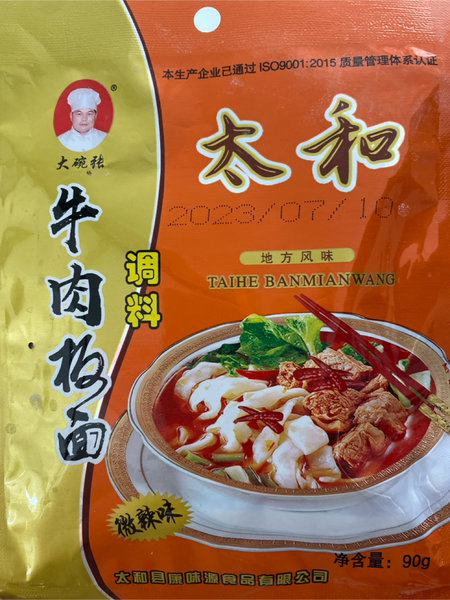 本生产企业已通过ISO9001:2015质量管理体系认证
®
大碗张
太和
2023/07/10
地方风味
TAIHE BANMIANWANG
牛肉板面
调料
微辣味
净含量：90g
太和县康味源食品有限公司